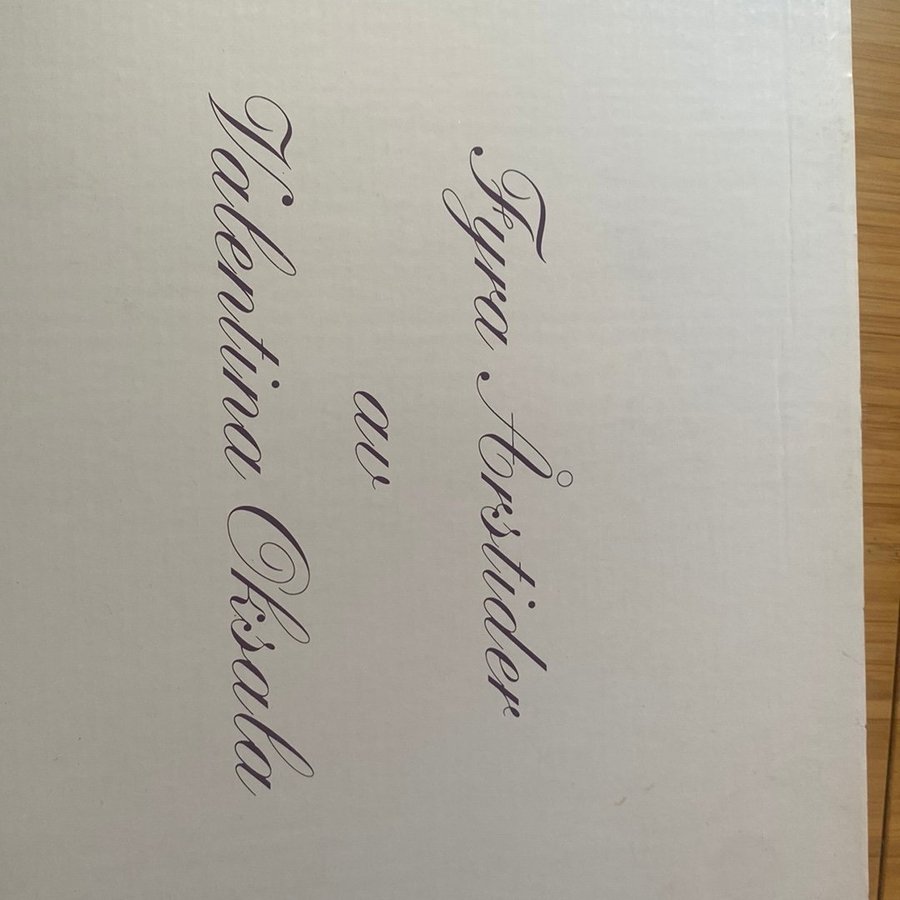 Fyra Årstider
av
Valentina Oksala